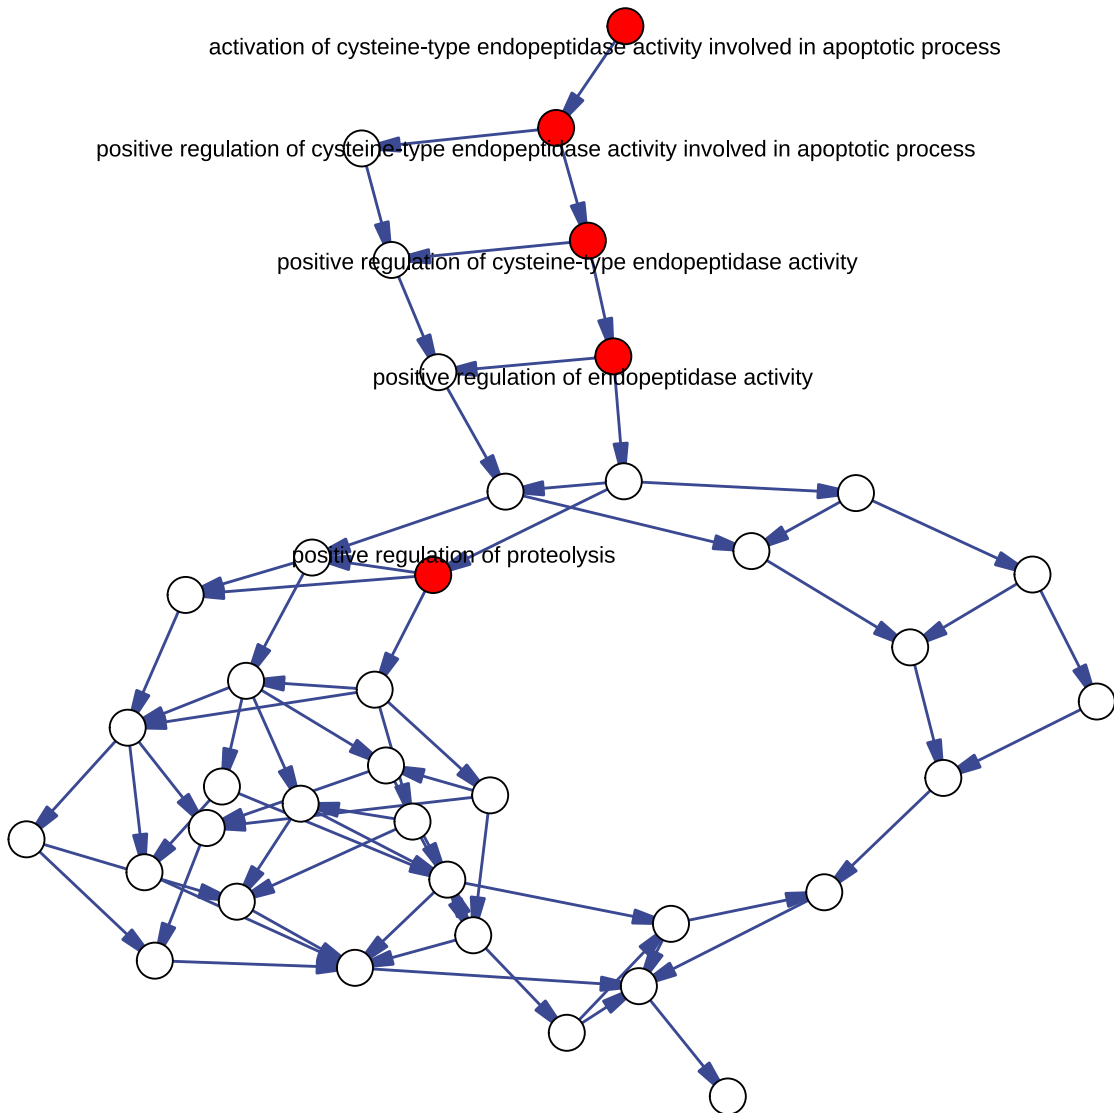 activation of cysteine-type endopeptidase activity involved in apoptotic process
positive regulation of cysteine-type endopeptidase activity involved in apoptotic process
positive regulation of cysteine-type endopeptidase activity
positive regulation of endopeptidase activity
positive regulation of proteolysis